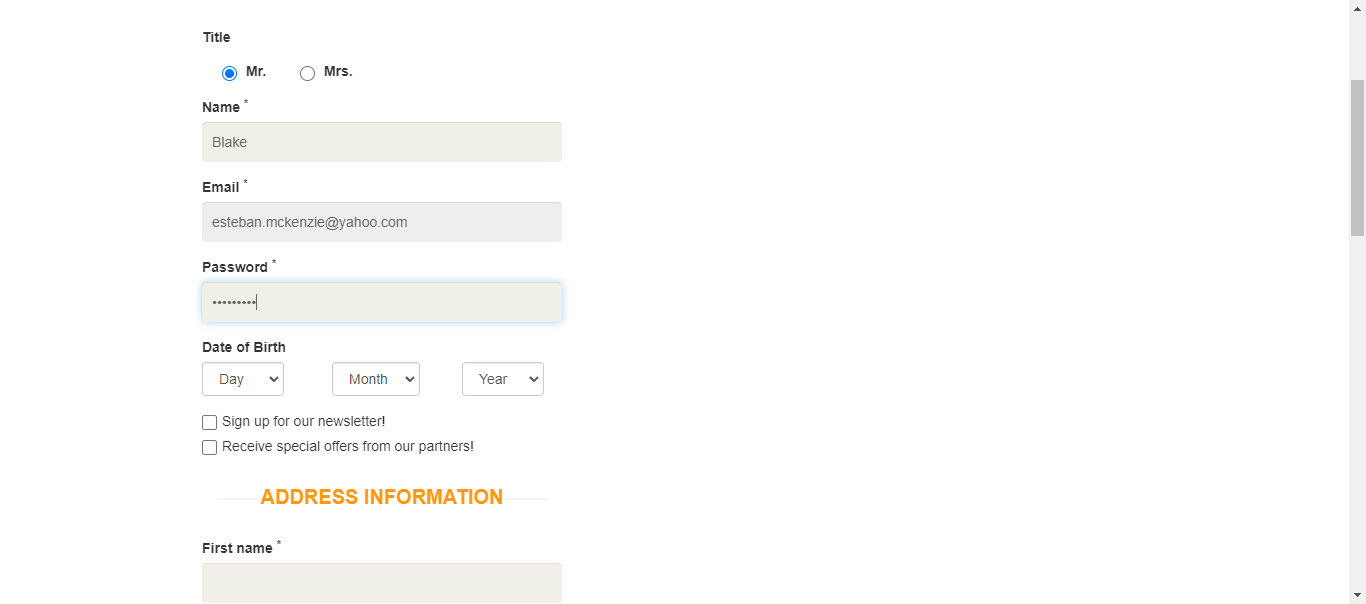 Title
Mr. Mrs.
Name *
Blake
Email *
esteban.mckenzie@yahoo.com
Password *
•••••••••
Date of Birth
Day Month Year
Sign up for our newsletter!
Receive special offers from our partners!
ADDRESS INFORMATION
First name *